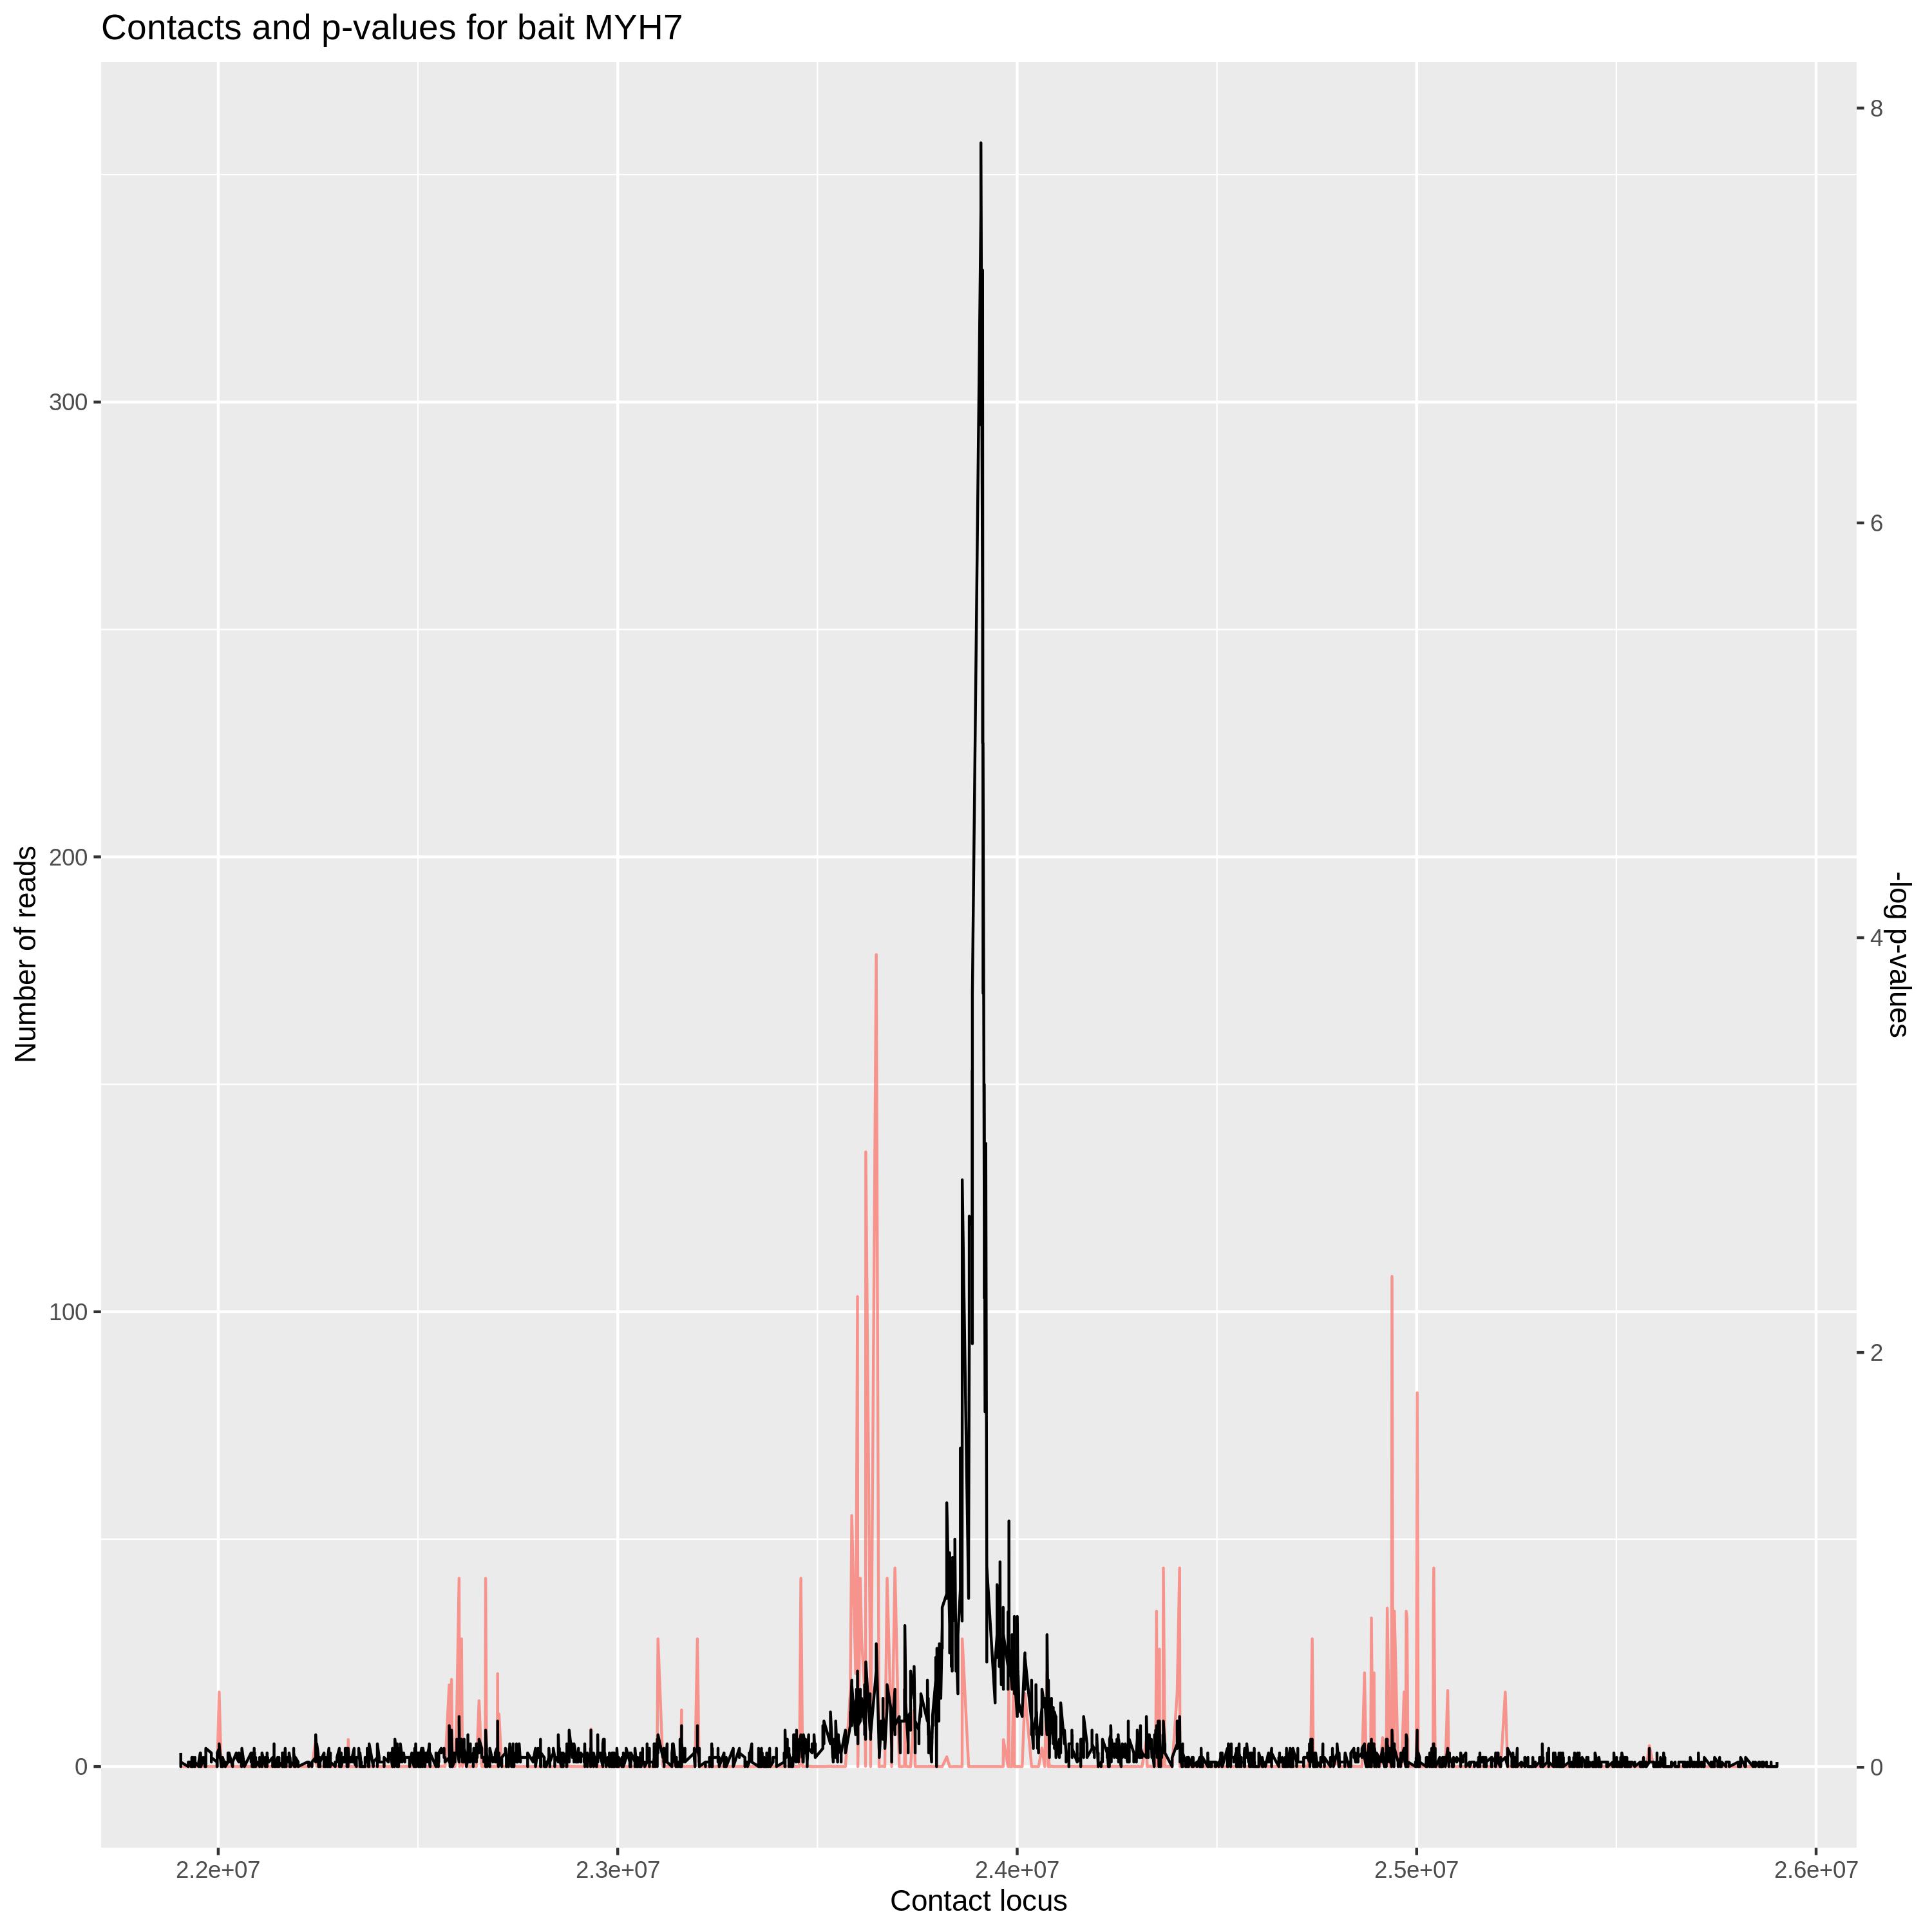 Contacts and p-values for bait MYH7
Number of reads
300
200
100
0
8
6
4
2
0
-log p-values
2.2e+07
2.3e+07
2.4e+07
2.5e+07
2.6e+07
Contact locus